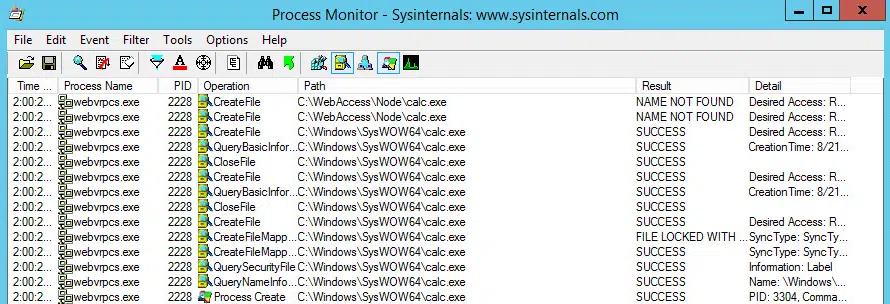 Process Monitor - Sysinternals: www.sysinternals.com
File Edit Event Filter Tools Options Help
Time ... Process Name PID Operation Path Result Detail
2:00:2... webvrpcs.exe 2228 CreateFile C:\WebAccess\Node\calc.exe NAME NOT FOUND Desired Access: R...
2:00:2... webvrpcs.exe 2228 CreateFile C:\WebAccess\Node\calc.exe NAME NOT FOUND Desired Access: R...
2:00:2... webvrpcs.exe 2228 CreateFile C:\Windows\SysWOW64\calc.exe SUCCESS Desired Access: R...
2:00:2... webvrpcs.exe 2228 QueryBasicInfor... C:\Windows\SysWOW64\calc.exe SUCCESS CreationTime: 8/21...
2:00:2... webvrpcs.exe 2228 CloseFile C:\Windows\SysWOW64\calc.exe SUCCESS
2:00:2... webvrpcs.exe 2228 CreateFile C:\Windows\SysWOW64\calc.exe SUCCESS Desired Access: R...
2:00:2... webvrpcs.exe 2228 QueryBasicInfor... C:\Windows\SysWOW64\calc.exe SUCCESS CreationTime: 8/21...
2:00:2... webvrpcs.exe 2228 CloseFile C:\Windows\SysWOW64\calc.exe SUCCESS
2:00:2... webvrpcs.exe 2228 CreateFile C:\Windows\SysWOW64\calc.exe SUCCESS Desired Access: R...
2:00:2... webvrpcs.exe 2228 CreateFileMapp... C:\Windows\SysWOW64\calc.exe FILE LOCKED WITH ... SyncType: SyncTy...
2:00:2... webvrpcs.exe 2228 CreateFileMapp... C:\Windows\SysWOW64\calc.exe SUCCESS SyncType: SyncTy...
2:00:2... webvrpcs.exe 2228 QuerySecurityFile C:\Windows\SysWOW64\calc.exe SUCCESS Information: Label
2:00:2... webvrpcs.exe 2228 QueryNameInfo... C:\Windows\SysWOW64\calc.exe SUCCESS Name: \Windows\...
2:00:2... webvrpcs.exe 2228 Process Create C:\Windows\SysWOW64\calc.exe SUCCESS PID: 3304, Comma...